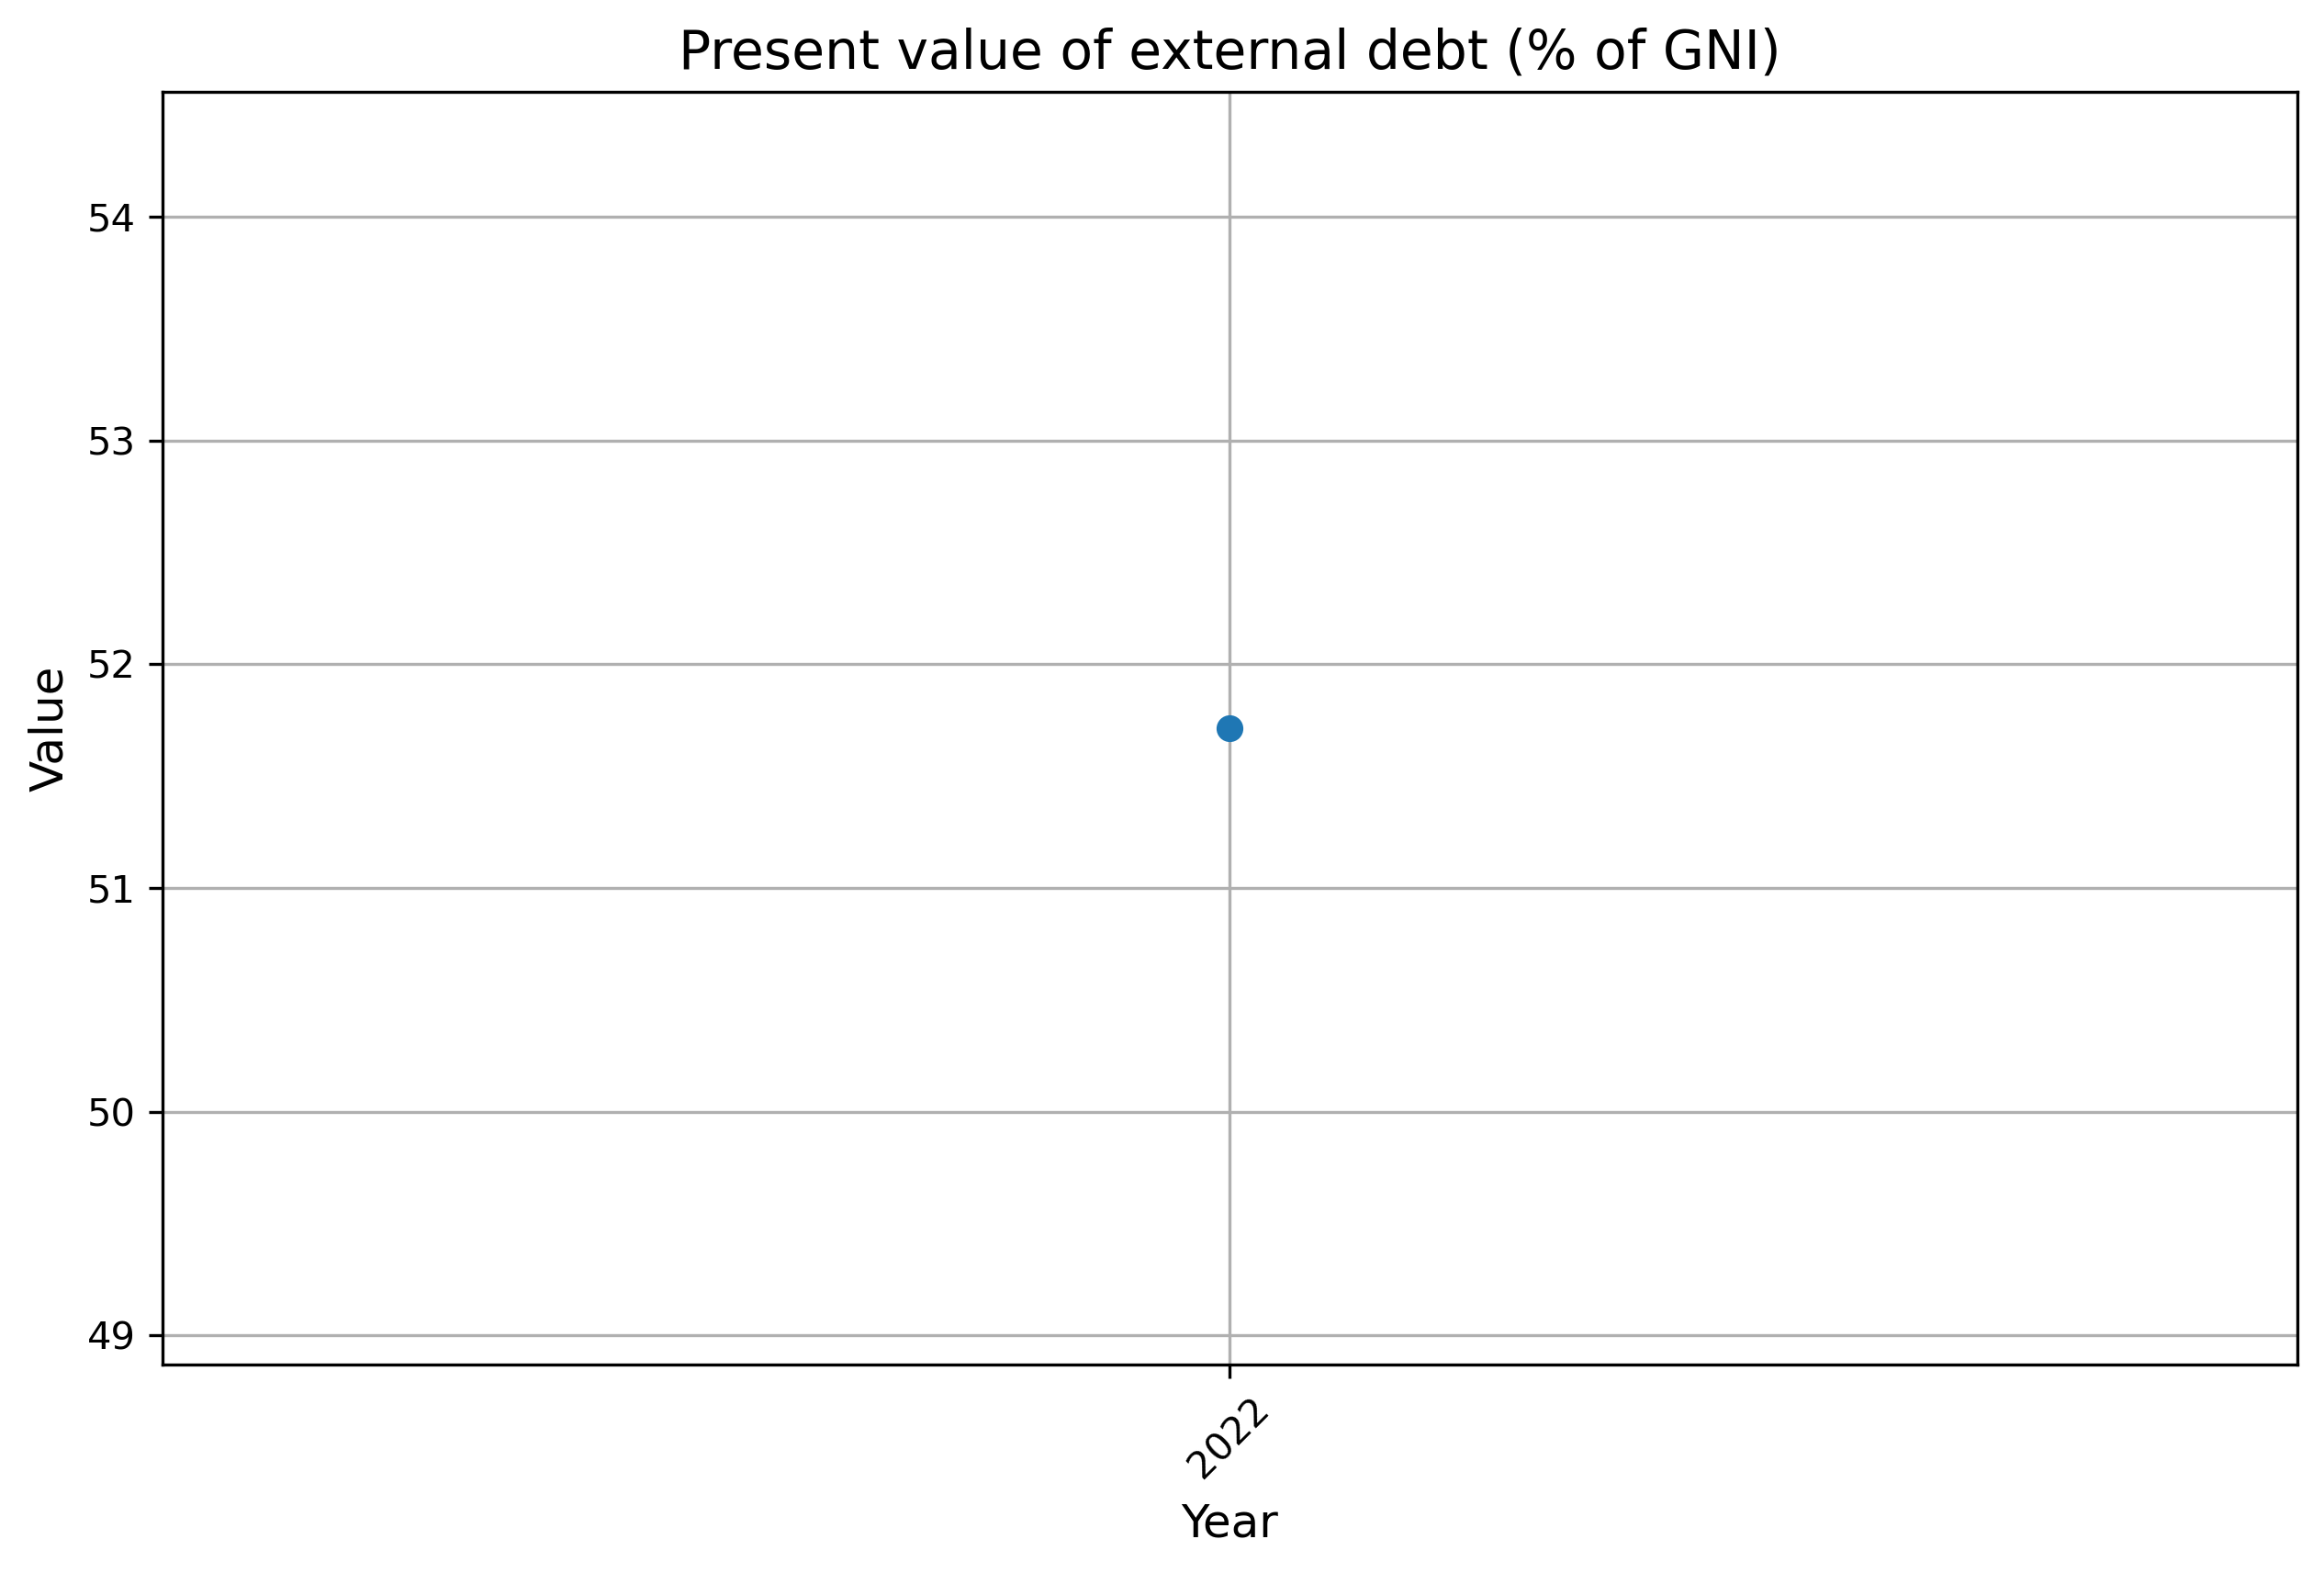 Present value of external debt (% of GNI)
54
53
52
51
50
49
Value
2022
Year